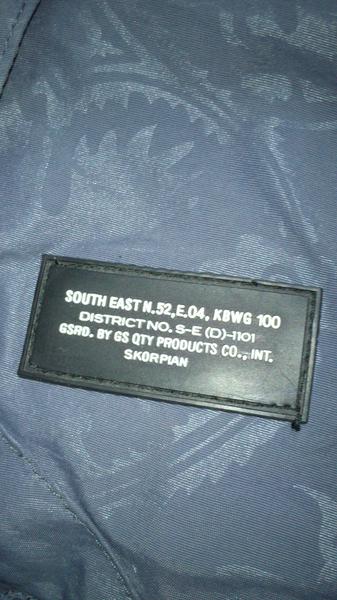 SOUTH EAST N.52,E.04, KBWG 100
DISTRICT NO. S-E (D)-1101
GSRD. BY GS QTY PRODUCTS CO., INT.
SKORPIAN